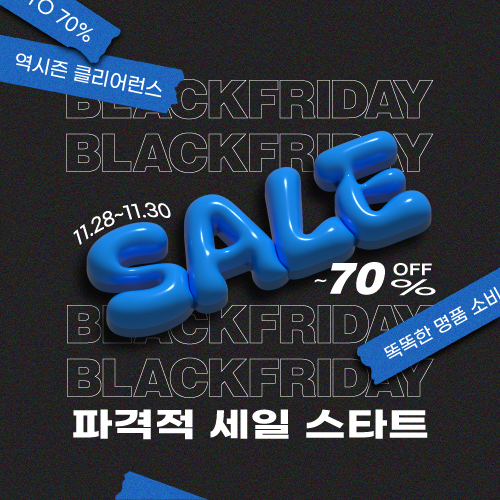 TO 70%
역시즌 클리어런스
BLACKFRIDAY
BLACKFRIDAY
SALE
11.28~11.30
~70% OFF
BLACKFRIDAY
똑똑한 명품 소비
BLACKFRIDAY
파격적 세일 스타트